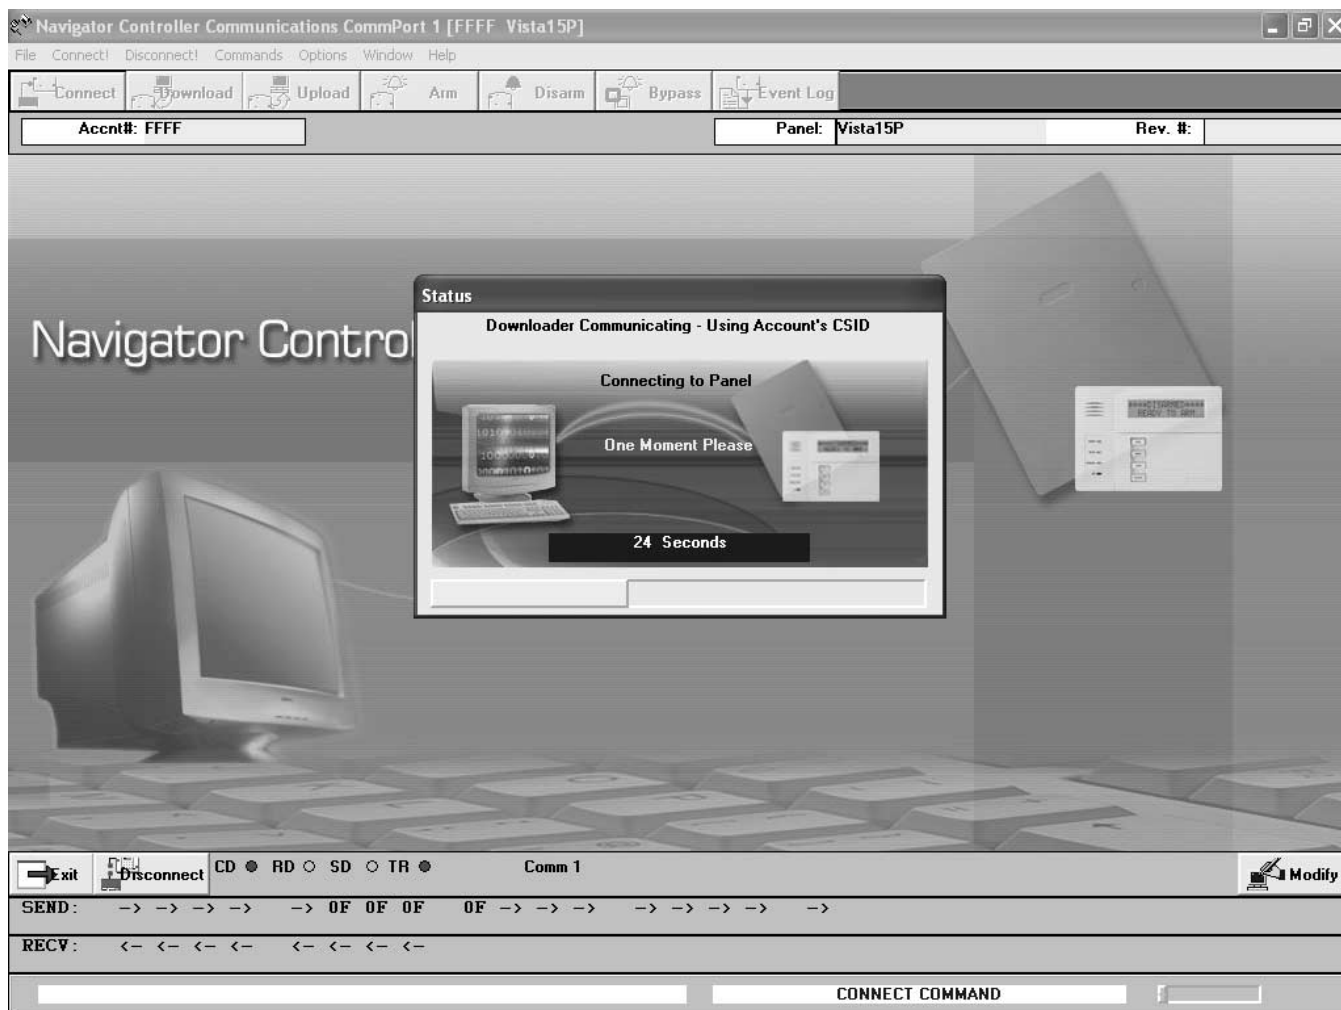 Navigator Controller Communications CommPort 1 [FFFF Vista15P]
File Connect! Disconnect! Commands Options Window Help
Connect Download Upload Arm Disarm Bypass Event Log
Accnt#: FFFF Panel: Vista15P Rev. #:
Navigator Control
Status
Downloader Communicating - Using Account's CSID
Connecting to Panel
One Moment Please
24 Seconds
READY TO ARM
Exit Disconnect CD RD SD TR Comm 1 Modify
SEND: -> -> -> -> -> 0F 0F 0F 0F -> -> -> -> -> -> -> ->
RECV: <- <- <- <- <- <- <- <-
CONNECT COMMAND